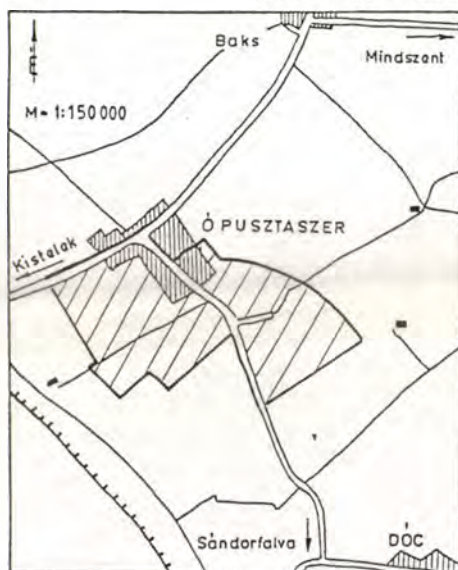 Baks
Mindszent
É
M= 1:150 000
ÓPUSZTASZER
Kistelek
Sándorfalva
DÓC